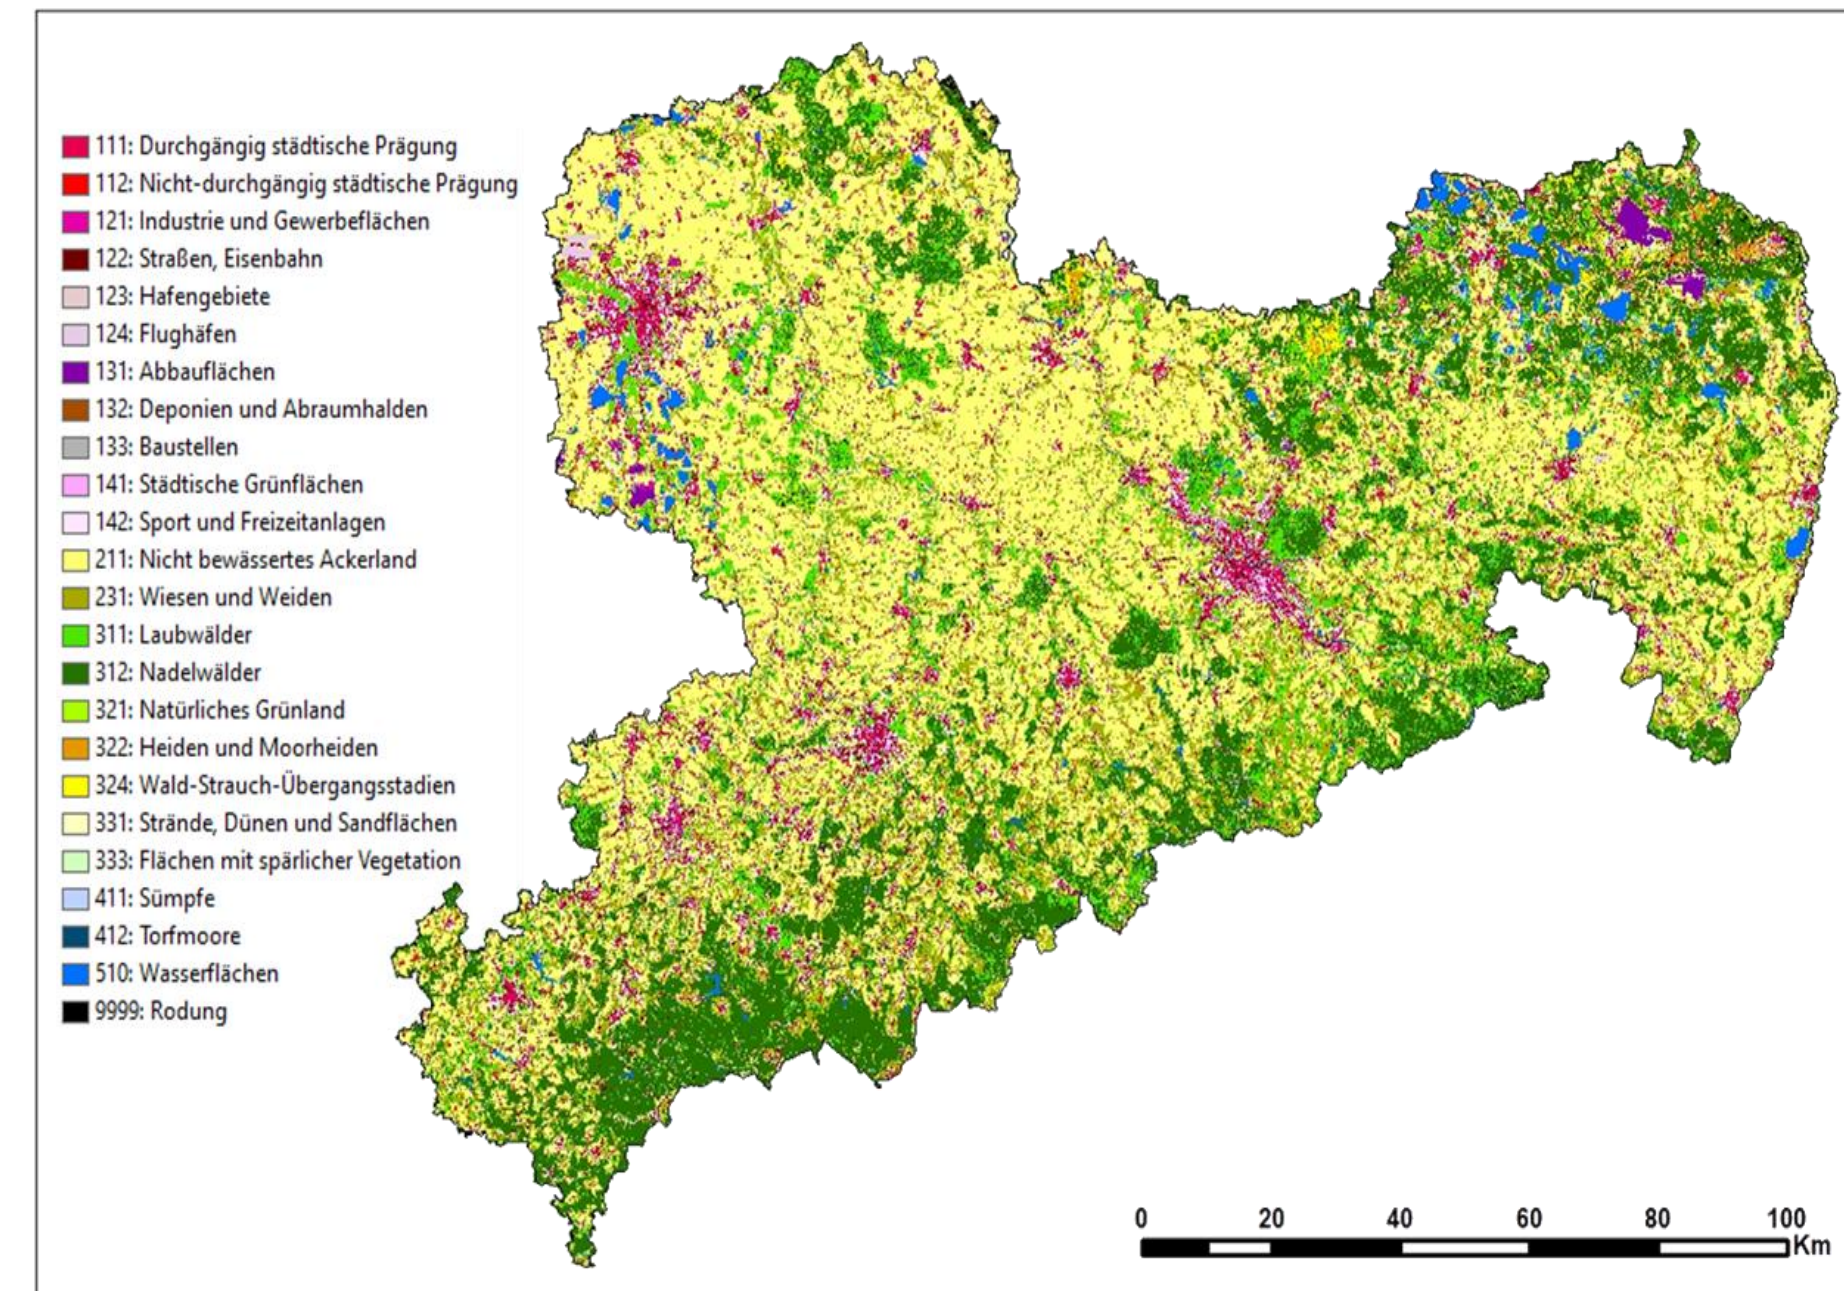 111: Durchgängig städtische Prägung
112: Nicht-durchgängig städtische Prägung
121: Industrie und Gewerbeflächen
122: Straßen, Eisenbahn
123: Hafengebiete
124: Flughäfen
131: Abbauflächen
132: Deponien und Abraumhalden
133: Baustellen
141: Städtische Grünflächen
142: Sport und Freizeitanlagen
211: Nicht bewässertes Ackerland
231: Wiesen und Weiden
311: Laubwälder
312: Nadelwälder
321: Natürliches Grünland
322: Heiden und Moorheiden
324: Wald-Strauch-Übergangsstadien
331: Strände, Dünen und Sandflächen
333: Flächen mit spärlicher Vegetation
411: Sümpfe
412: Torfmoore
510: Wasserflächen
9999: Rodung
0 20 40 60 80 100
Km